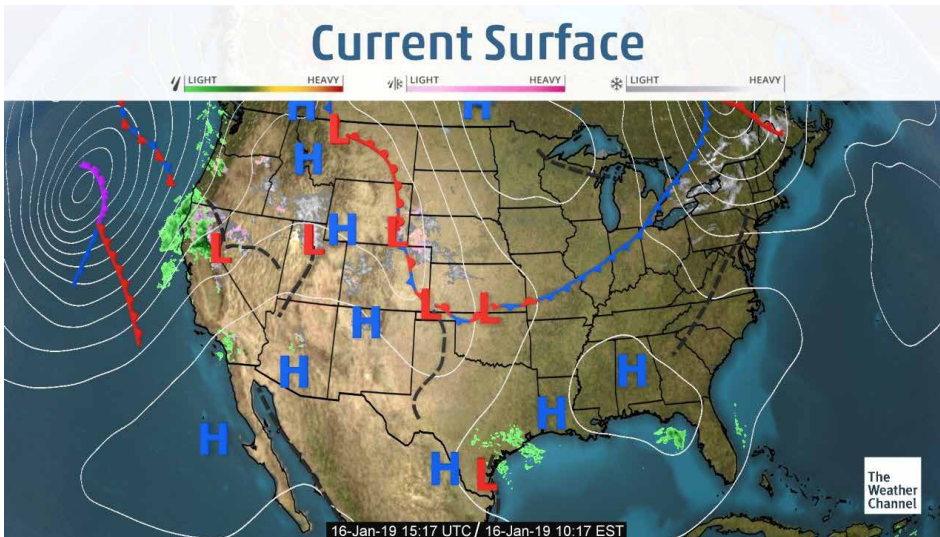 Current Surface
LIGHT HEAVY LIGHT HEAVY LIGHT HEAVY
H L H
H
H L
L L
L L
H
H H
H
H
H L
The
Weather
Channel
16-Jan-19 15:17 UTC / 16-Jan-19 10:17 EST